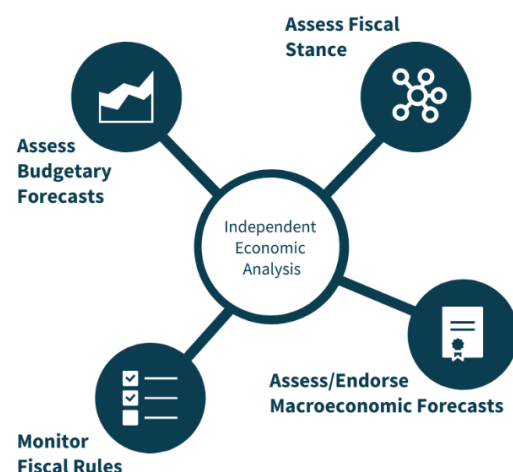 Assess Fiscal
Stance
Assess
Budgetary
Forecasts
Independent
Economic
Analysis
Assess/Endorse
Macroeconomic Forecasts
Monitor
Fiscal Rules